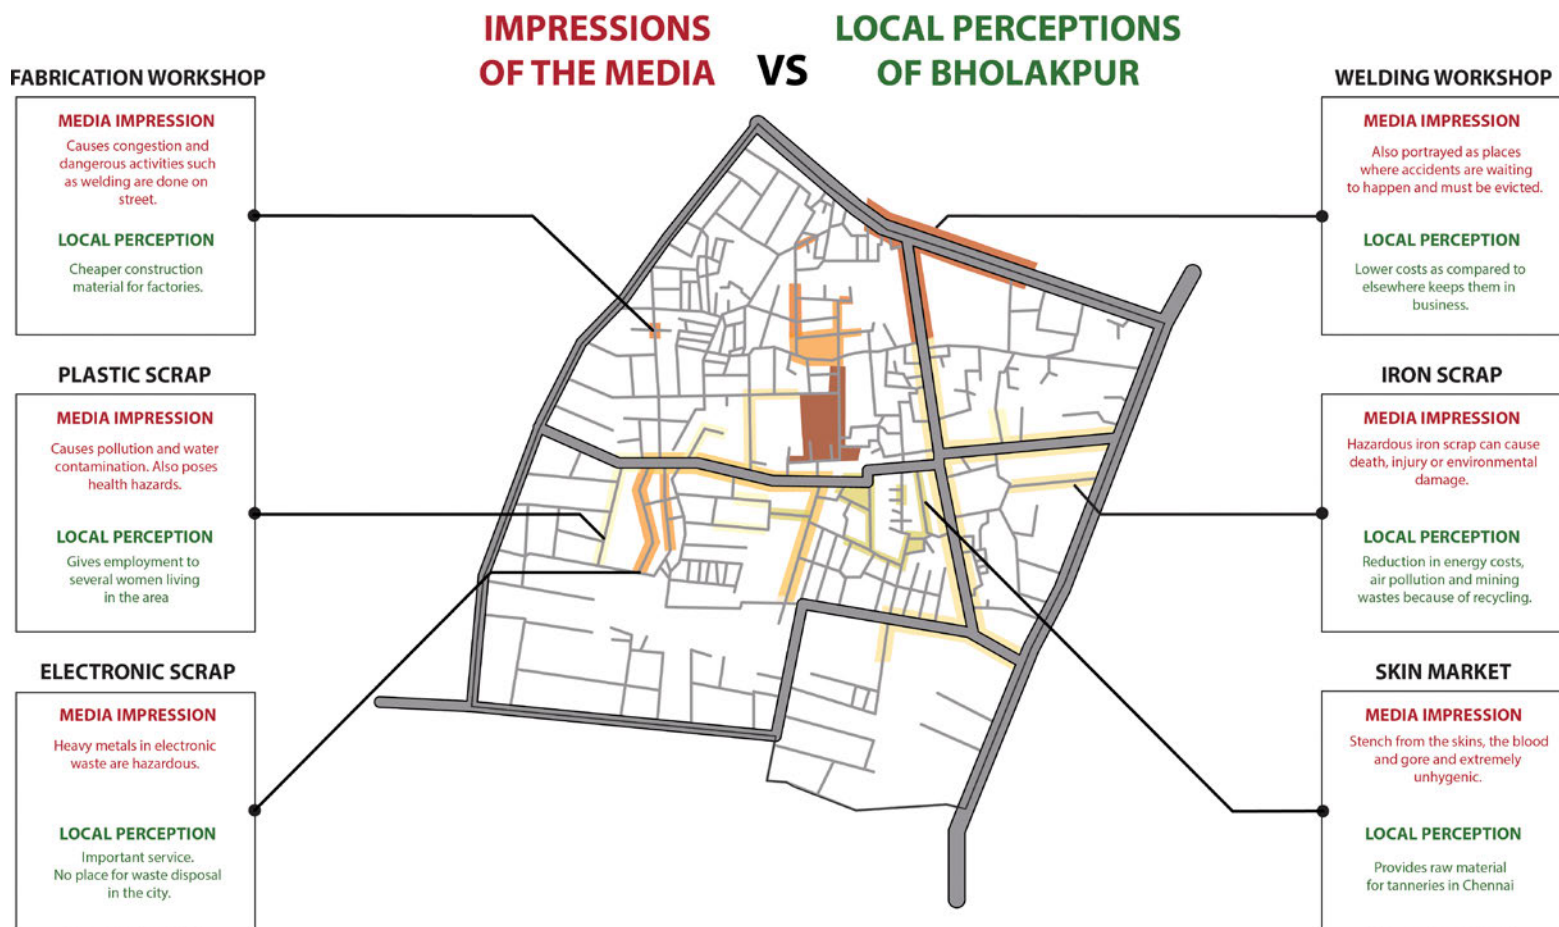 IMPRESSIONS
OF THE MEDIA
VS
LOCAL PERCEPTIONS
OF BHOLAKPUR
FABRICATION WORKSHOP
MEDIA IMPRESSION
Causes congestion and
dangerous activities such
as welding are done on
street.
LOCAL PERCEPTION
Cheaper construction
material for factories.
PLASTIC SCRAP
MEDIA IMPRESSION
Causes pollution and water
contamination. Also poses
health hazards.
LOCAL PERCEPTION
Gives employment to
several women living
in the area
ELECTRONIC SCRAP
MEDIA IMPRESSION
Heavy metals in electronic
waste are hazardous.
LOCAL PERCEPTION
Important service.
No place for waste disposal
in the city.
WELDING WORKSHOP
MEDIA IMPRESSION
Also portrayed as places
where accidents are waiting
to happen and must be evicted.
LOCAL PERCEPTION
Lower costs as compared to
elsewhere keeps them in
business.
IRON SCRAP
MEDIA IMPRESSION
Hazardous iron scrap can cause
death, injury or environmental
damage.
LOCAL PERCEPTION
Reduction in energy costs,
air pollution and mining
wastes because of recycling.
SKIN MARKET
MEDIA IMPRESSION
Stench from the skins, the blood
and gore and extremely
unhygenic.
LOCAL PERCEPTION
Provides raw material
for tanneries in Chennai